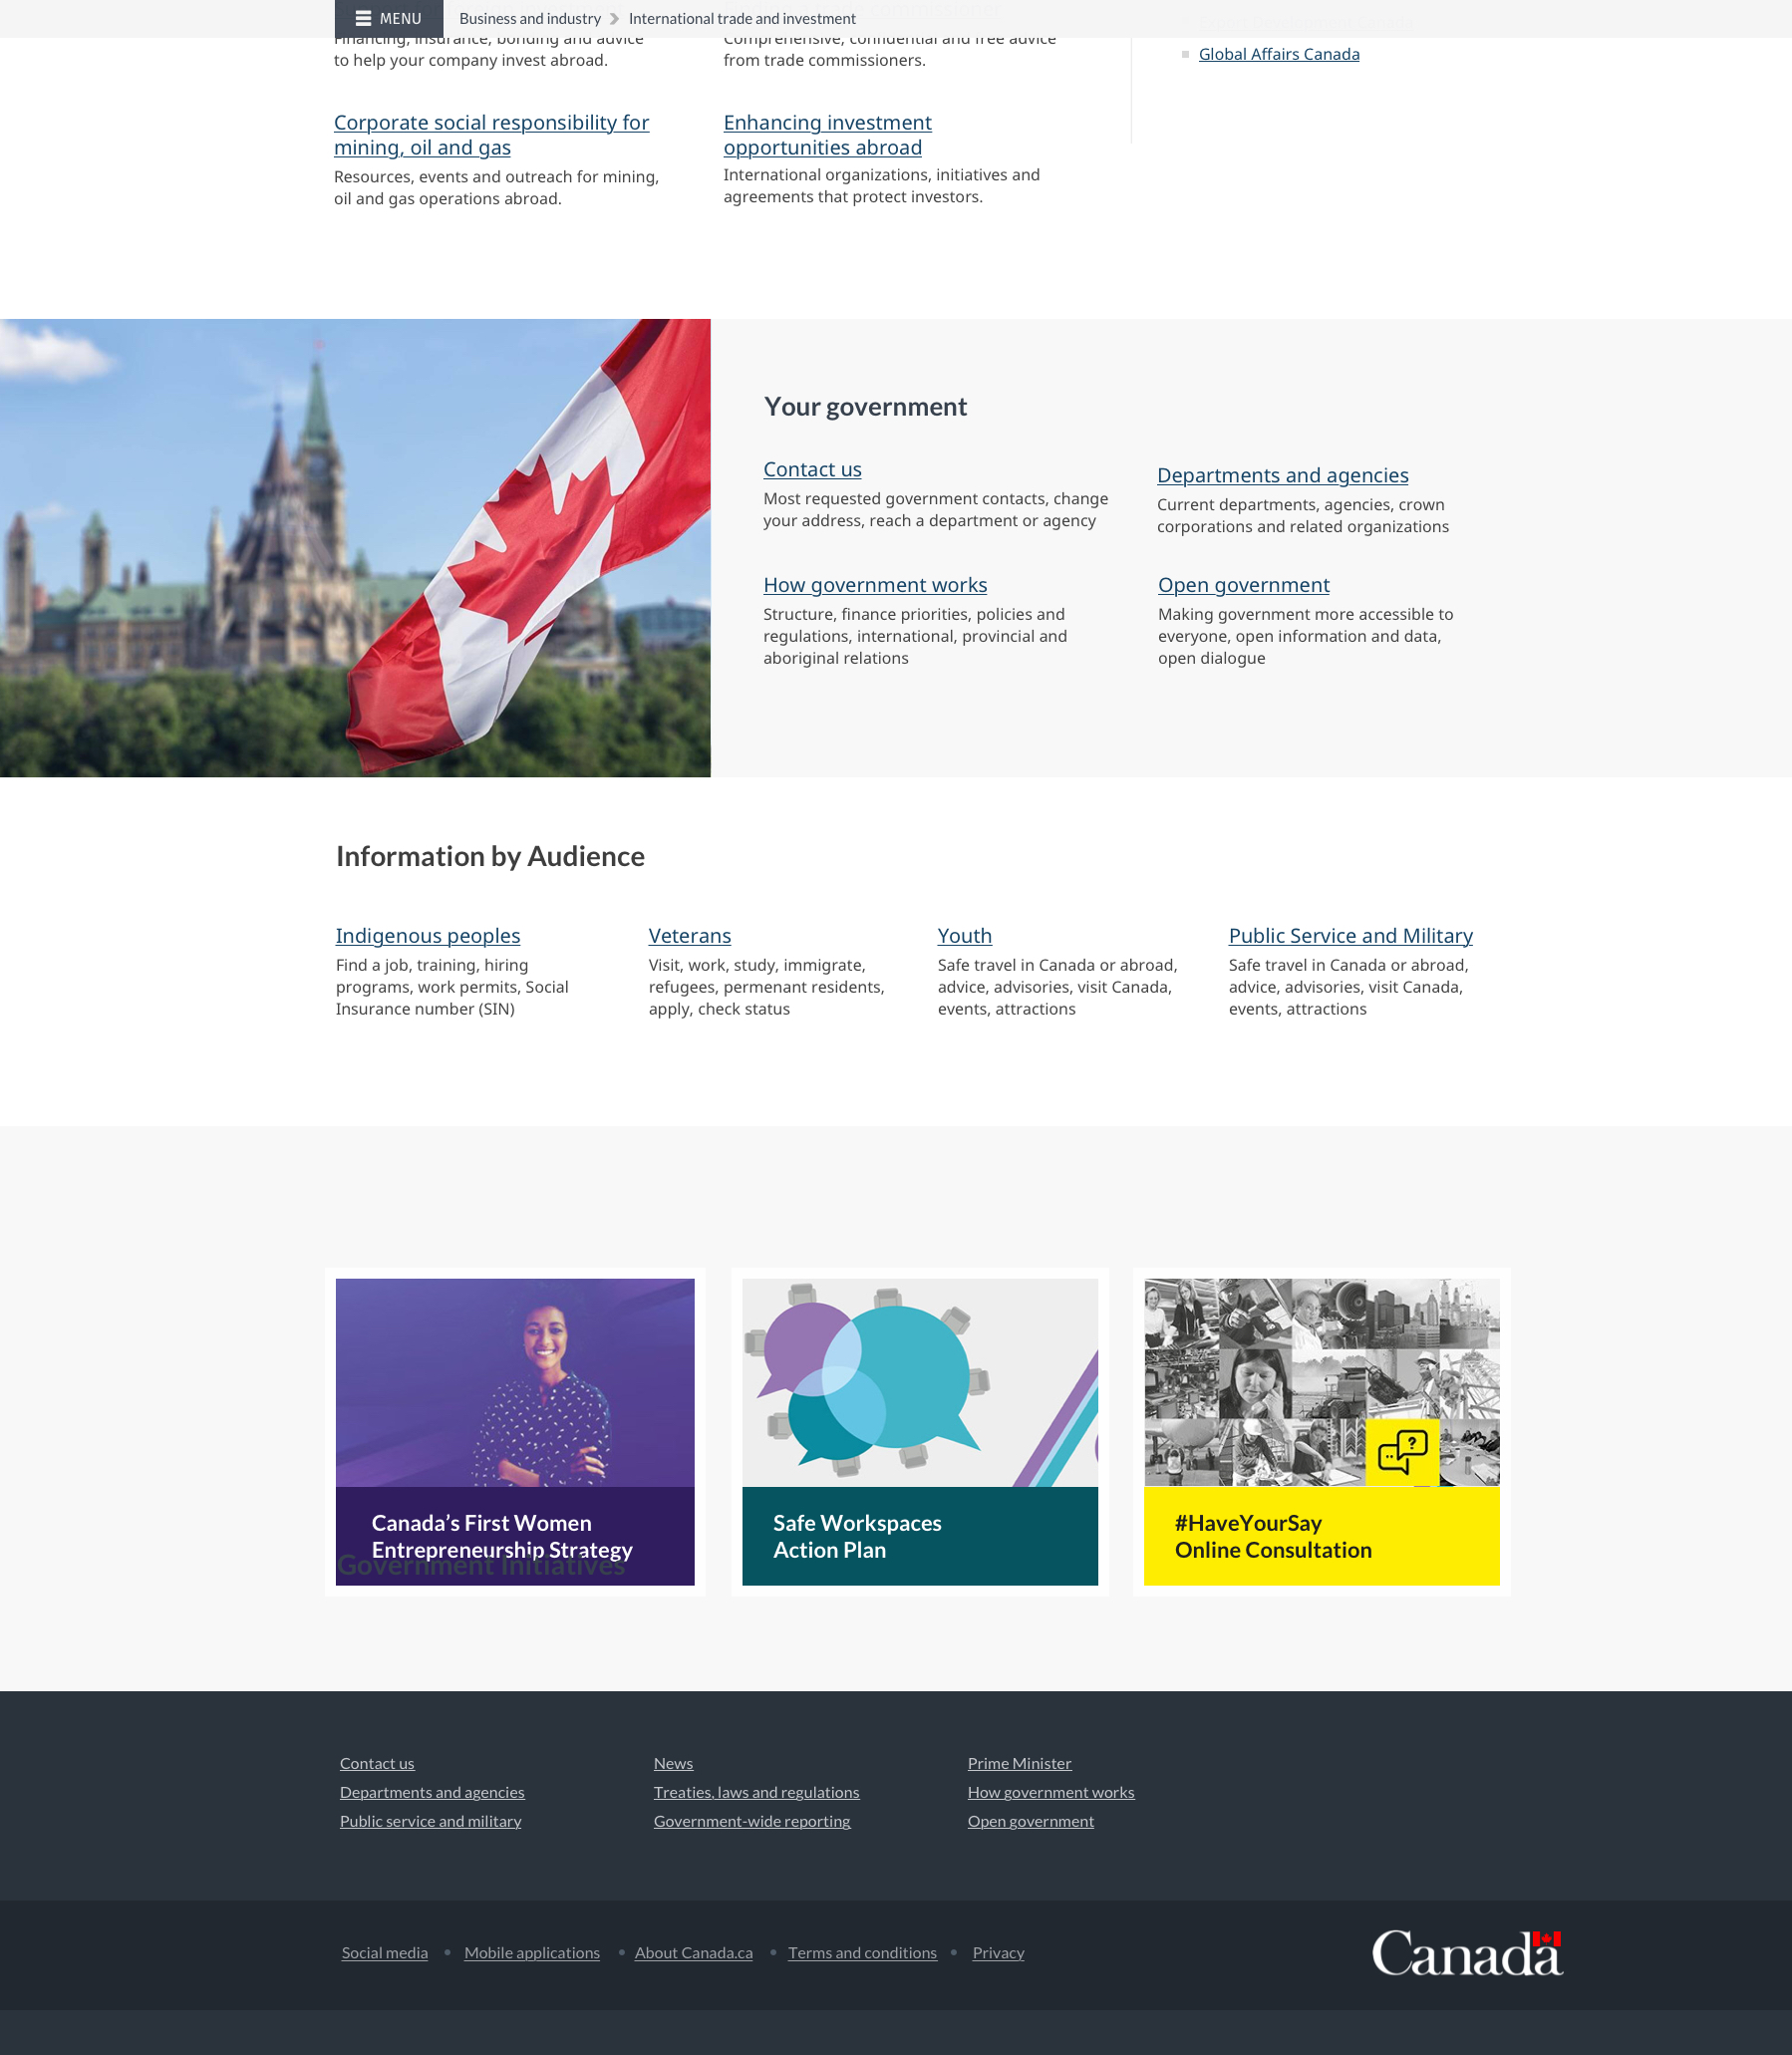 MENU
Business and industry
International trade and investment
Financing, insurance, bonding and advice
to help your company invest abroad.
Comprehensive, confidential and free advice
from trade commissioners.
Global Affairs Canada
Corporate social responsibility for
mining, oil and gas
Resources, events and outreach for mining,
oil and gas operations abroad.
Enhancing investment
opportunities abroad
International organizations, initiatives and
agreements that protect investors.
Your government
Contact us
Most requested government contacts, change
your address, reach a department or agency
Departments and agencies
Current departments, agencies, crown
corporations and related organizations
How government works
Structure, finance priorities, policies and
regulations, international, provincial and
aboriginal relations
Open government
Making government more accessible to
everyone, open information and data,
open dialogue
Information by Audience
Indigenous peoples
Find a job, training, hiring
programs, work permits, Social
Insurance number (SIN)
Veterans
Visit, work, study, immigrate,
refugees, permenant residents,
apply, check status
Youth
Safe travel in Canada or abroad,
advice, advisories, visit Canada,
events, attractions
Public Service and Military
Safe travel in Canada or abroad,
advice, advisories, visit Canada,
events, attractions
Canada’s First Women
Entrepreneurship Strategy
Government Initiatives
Safe Workspaces
Action Plan
#HaveYourSay
Online Consultation
Contact us
Departments and agencies
Public service and military
News
Treaties, laws and regulations
Government-wide reporting
Prime Minister
How government works
Open government
Social media • Mobile applications • About Canada.ca • Terms and conditions • Privacy
Canada